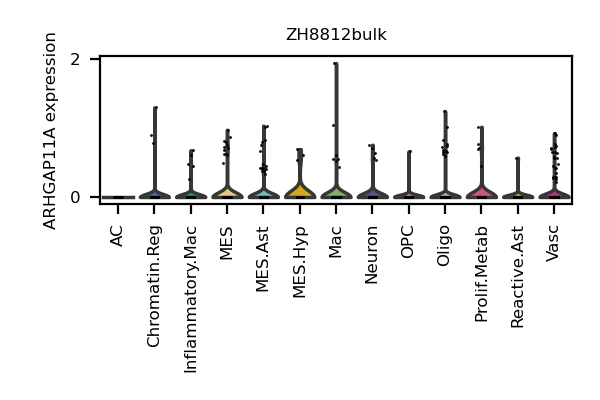 ZH8812bulk
ARHGAP11A expression
2
0
AC
Chromatin.Reg
Inflammatory.Mac
MES
MES.Ast
MES.Hyp
Mac
Neuron
OPC
Oligo
Prolif.Metab
Reactive.Ast
Vasc